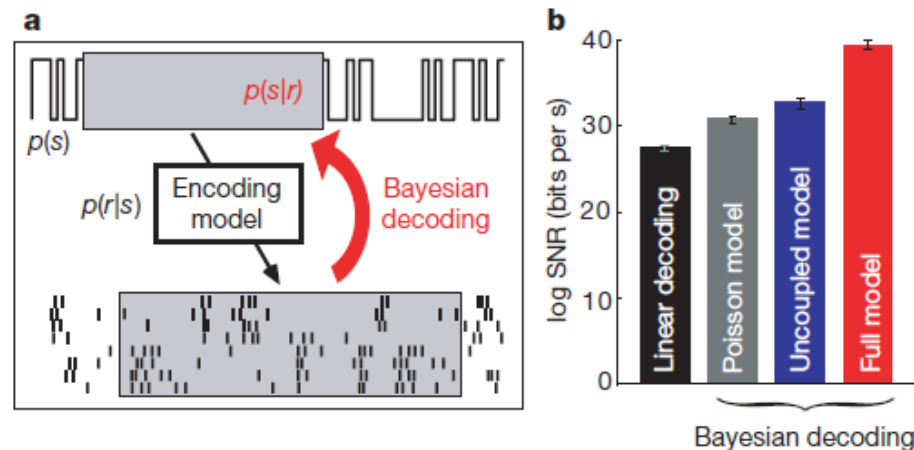 a
p(s|r)
p(s)
p(r|s)
Encoding
model
Bayesian
decoding
b
log SNR (bits per s)
40
30
20
10
0
Linear decoding
Poisson model
Uncoupled model
Full model
Bayesian decoding